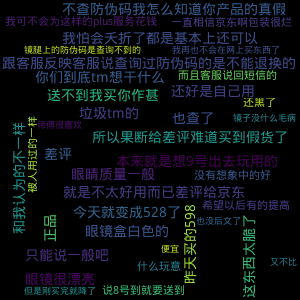 不查防伪码我怎么知道你产品的真假
我可不会为这样的plus服务花钱
一直相信京东啊包装很烂
我怕会夭折了都是基本上还可以
镜腿上的防伪码是查询不到的
我再也不会在网上买东西了
跟客服反映客服说查询过防伪码的是不能退换的
你们到底tm想干什么
而且客服说回短信的
送不到我买你作甚
还好是自己用
还黑了
垃圾tm的
也查了
镜子没什么毛病
师傅很喜欢
所以果断给差评难道买到假货了
差评
本来就是想9号出去玩用的
眼睛质量一般
没有想象中的好
就是不太好用而已差评给京东
今天就变成528了
希望以后有的提高
眼镜盒白色的
也没后文了
正品
和我认为的不一样
被人用过的一样
昨天买的598
这东西太脆了
便宜
只能说一般吧
什么玩意
又不比
眼镜很漂亮
但是刚买完就降了
说8号到就要送到